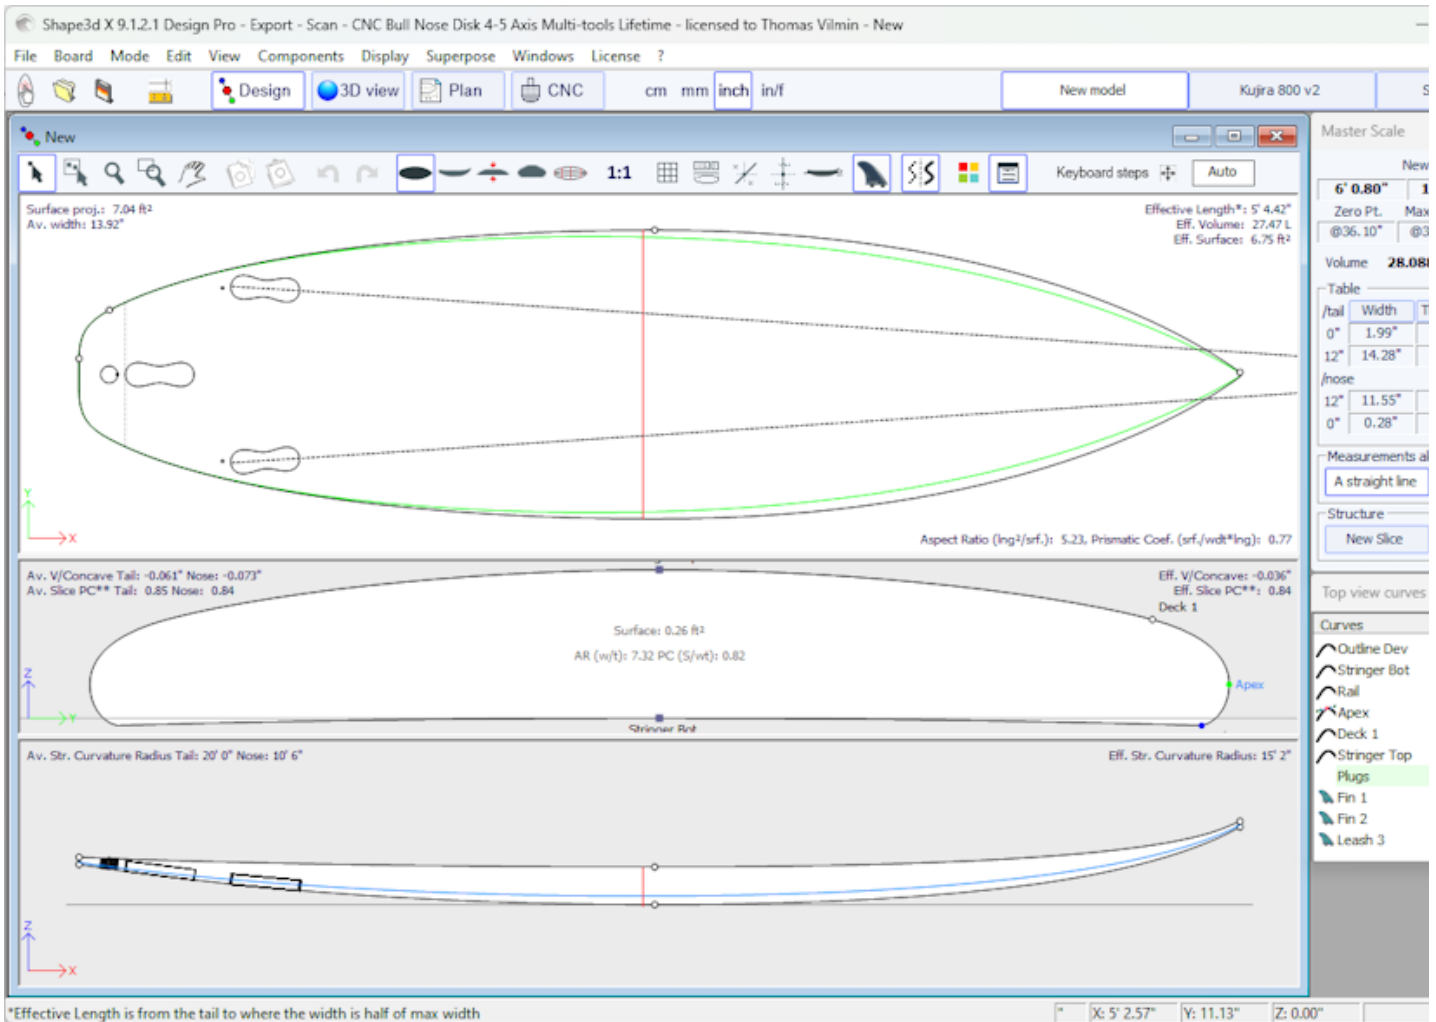 Shape3d X 9.1.2.1 Design Pro - Export - Scan - CNC Bull Nose Disk 4-5 Axis Multi-tools Lifetime - licensed to Thomas Vilmin - New
File Board Mode Edit View Components Display Superpose Windows License ?
Design 3D view Plan CNC cm mm inch in/f New model Kujira 800 v2 S
New
1:1 Keyboard steps Auto
Surface proj.: 7.04 ft²
Av. width: 13.92"
Effective Length*: 5' 4.42"
Eff. Volume: 27.47 L
Eff. Surface: 6.75 ft²
Y
X
Aspect Ratio (lng²/srf.): 5.23, Prismatic Coef. (srf./wdt*lng): 0.77
Av. V/Concave Tail: -0.061" Nose: -0.073"
Av. Slice PC** Tail: 0.85 Nose: 0.84
Eff. V/Concave: -0.036"
Eff. Slice PC**: 0.84
Deck 1
Surface: 0.26 ft²
AR (w/t): 7.32 PC (S/wt): 0.82
Apex
Z
Y
Stringer Bot
Av. Str. Curvature Radius Tail: 20' 0" Nose: 10' 6"
Eff. Str. Curvature Radius: 15' 2"
Z
X
Master Scale
New
6' 0.80" 1
Zero Pt. Max
@36.10" @3
Volume 28.088
Table
/tail Width T
0" 1.99"
12" 14.28"
/nose
12" 11.55"
0" 0.28"
Measurements al
A straight line
Structure
New Slice
Top view curves
Curves
Outline Dev
Stringer Bot
Rail
Apex
Deck 1
Stringer Top
Plugs
Fin 1
Fin 2
Leash 3
*Effective Length is from the tail to where the width is half of max width
" X: 5' 2.57" Y: 11.13" Z: 0.00"